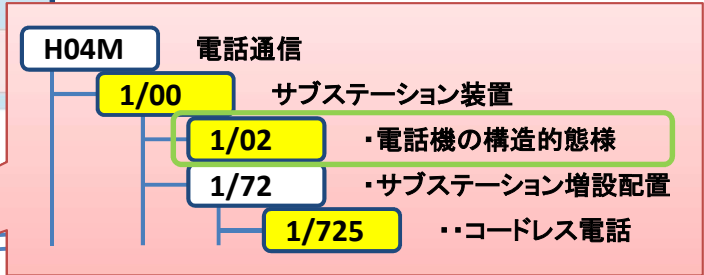 H04M 電話通信
1/00 サブステーション装置
1/02 ・電話機の構造的態様
1/72 ・サブステーション増設配置
1/725 ・・コードレス電話